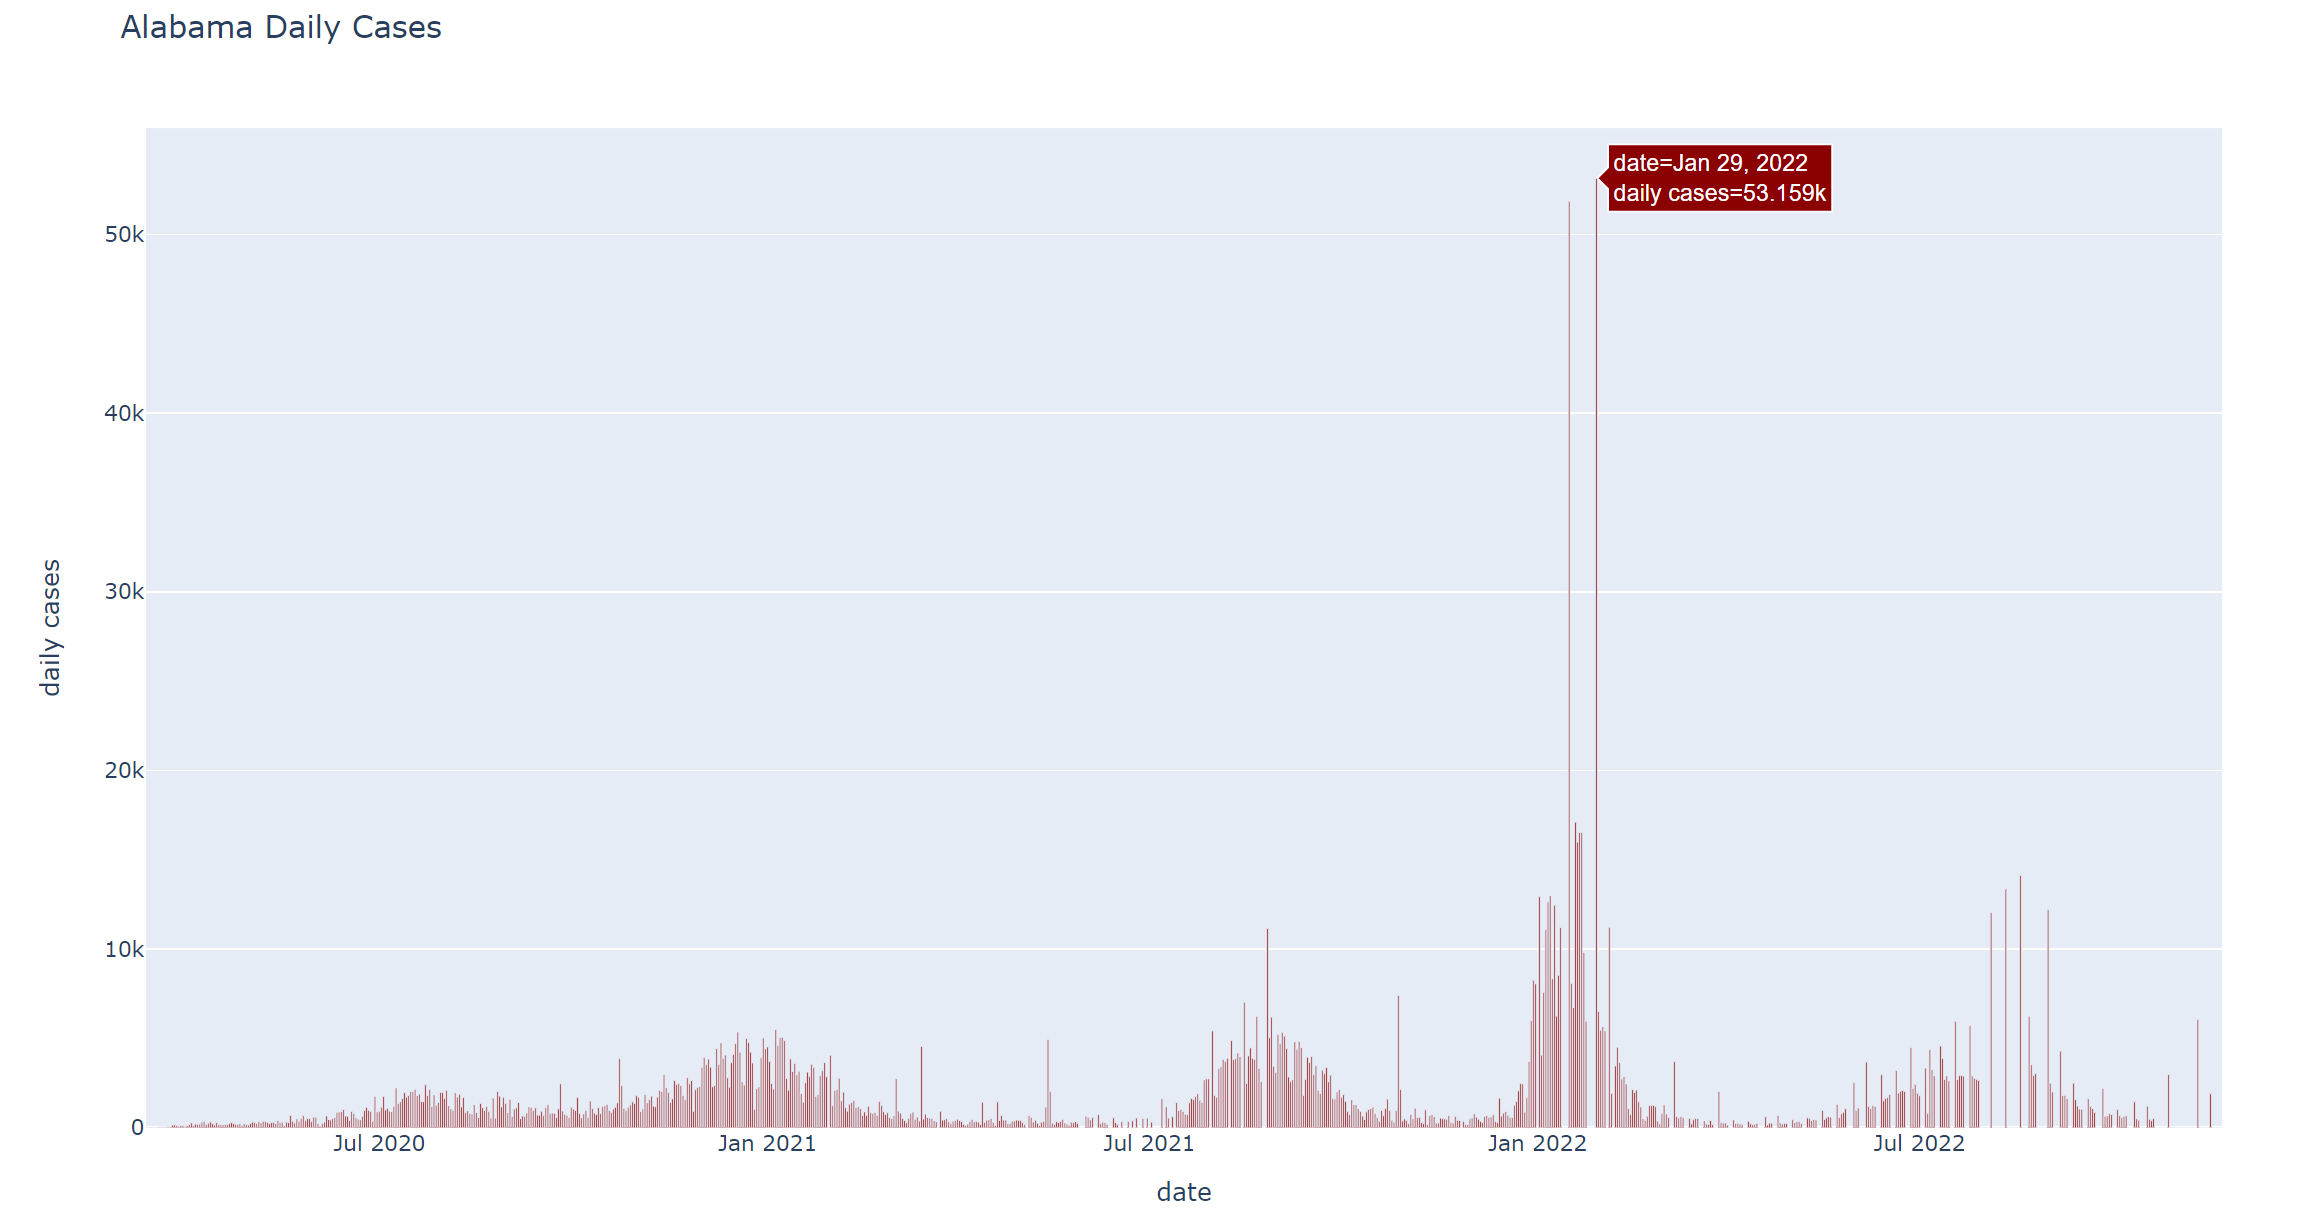 Alabama Daily Cases
date=Jan 29, 2022
daily cases=53.159k
50k
40k
30k
20k
10k
0
daily cases
Jul 2020
Jan 2021
Jul 2021
Jan 2022
Jul 2022
date